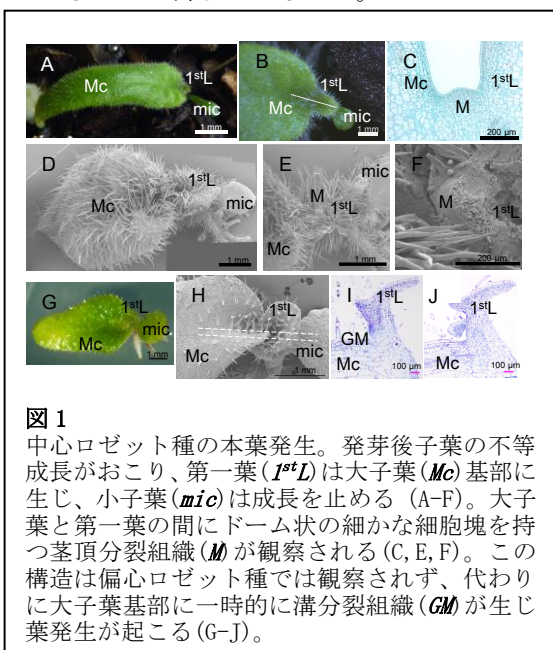 A
Mc
1stL
mic
1 mm
B
Mc
1stL
mic
1 mm
C
Mc
1stL
M
200 μm
D
Mc
1stL
mic
1 mm
E
M
mic
1stL
Mc
1 mm
F
M
1stL
200 μm
G
1stL
Mc
mic
1 mm
H
1stL
Mc
mic
1 mm
I
1stL
GM
Mc
100 μm
J
1stL
Mc
100 μm
図1
中心ロゼット種の本葉発生。発芽後子葉の不等
成長がおこり、第一葉(1stL)は大子葉(Mc)基部に
生じ、小子葉(mic)は成長を止める (A-F)。大子
葉と第一葉の間にドーム状の細かな細胞塊を持
つ茎頂分裂組織(M)が観察される(C,E,F)。この
構造は偏心ロゼット種では観察されず、代わり
に大子葉基部に一時的に溝分裂組織(GM)が生じ
葉発生が起こる(G-J)。